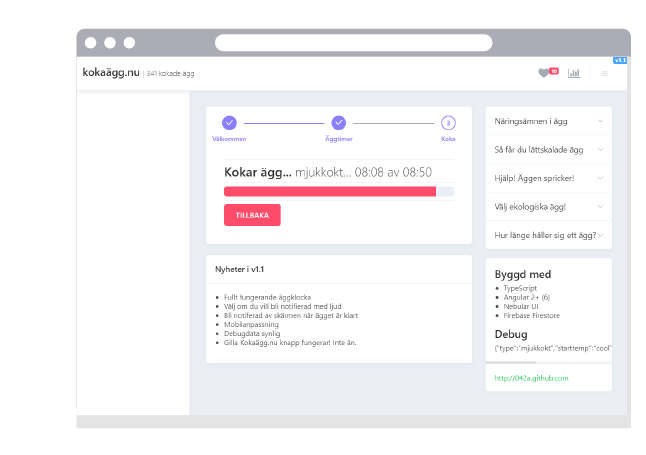 v1.1
kokaägg.nu | 341 kokade ägg
10
3
Välkommen
Äggtimer
Koka
Kokar ägg... mjukkokt... 08:08 av 08:50
TILLBAKA
Nyheter i v1.1
Fullt fungerande äggklocka
Välj om du vill bli notifierad med ljud
Bli notiferad av skärmen när ägget är klart
Mobilanpassning
Debugdata synlig
Gilla Kokaägg.nu knapp fungerar! Inte än.
Näringsämnen i ägg
Så får du lättskalade ägg
Hjälp! Äggen spricker!
Välj ekologiska ägg!
Hur länge håller sig ett ägg?
Byggd med
TypeScript
Angular 2+ (6)
Nebular UI
Firebase Firestore
Debug
{"type":"mjukkokt","starttemp":"cool"
http://042a.github.com